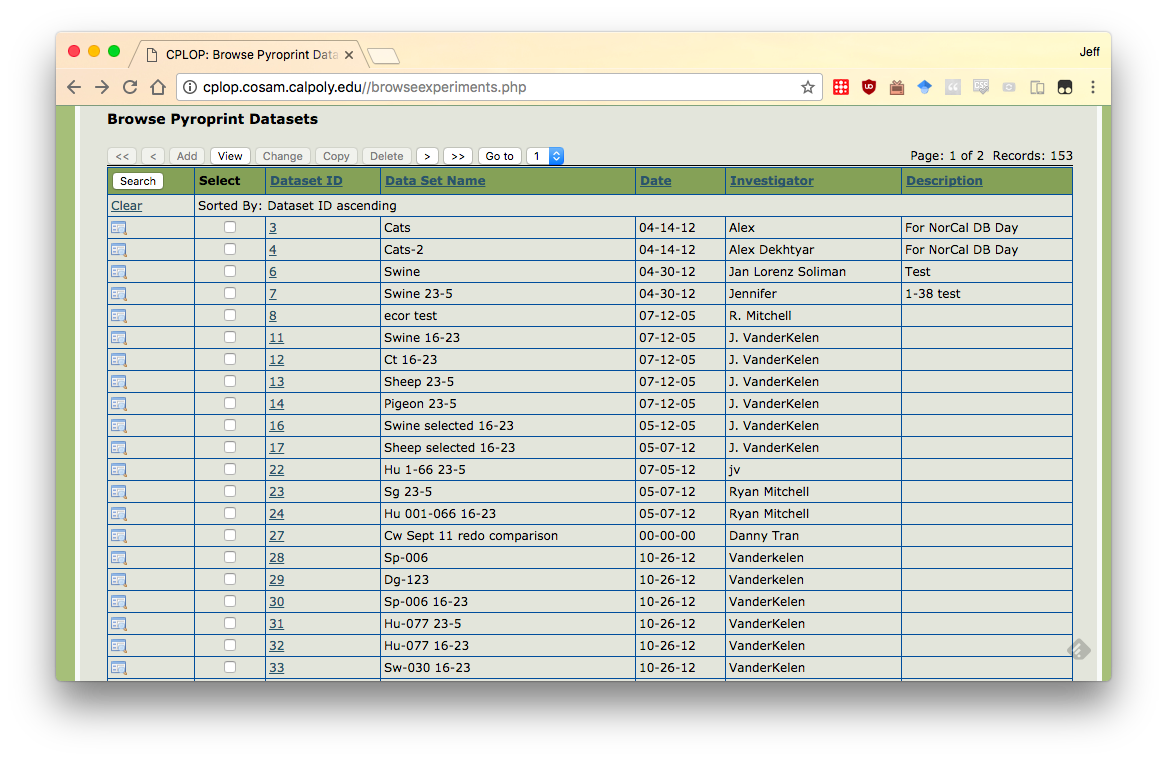 CPLOP: Browse Pyroprint Data
Jeff
cplop.cosam.calpoly.edu//browseexperiments.php
Browse Pyroprint Datasets
<< < Add View Change Copy Delete > >> Go to 1 Page: 1 of 2 Records: 153
Search Select Dataset ID Data Set Name Date Investigator Description
Clear Sorted By: Dataset ID ascending
3 Cats 04-14-12 Alex For NorCal DB Day
4 Cats-2 04-14-12 Alex Dekhtyar For NorCal DB Day
6 Swine 04-30-12 Jan Lorenz Soliman Test
7 Swine 23-5 04-30-12 Jennifer 1-38 test
8 ecor test 07-12-05 R. Mitchell
11 Swine 16-23 07-12-05 J. VanderKelen
12 Ct 16-23 07-12-05 J. VanderKelen
13 Sheep 23-5 07-12-05 J. VanderKelen
14 Pigeon 23-5 07-12-05 J. VanderKelen
16 Swine selected 16-23 05-12-05 J. VanderKelen
17 Sheep selected 16-23 05-07-12 J. VanderKelen
22 Hu 1-66 23-5 07-05-12 jv
23 Sg 23-5 05-07-12 Ryan Mitchell
24 Hu 001-066 16-23 05-07-12 Ryan Mitchell
27 Cw Sept 11 redo comparison 00-00-00 Danny Tran
28 Sp-006 10-26-12 Vanderkelen
29 Dg-123 10-26-12 Vanderkelen
30 Sp-006 16-23 10-26-12 VanderKelen
31 Hu-077 23-5 10-26-12 VanderKelen
32 Hu-077 16-23 10-26-12 VanderKelen
33 Sw-030 16-23 10-26-12 VanderKelen